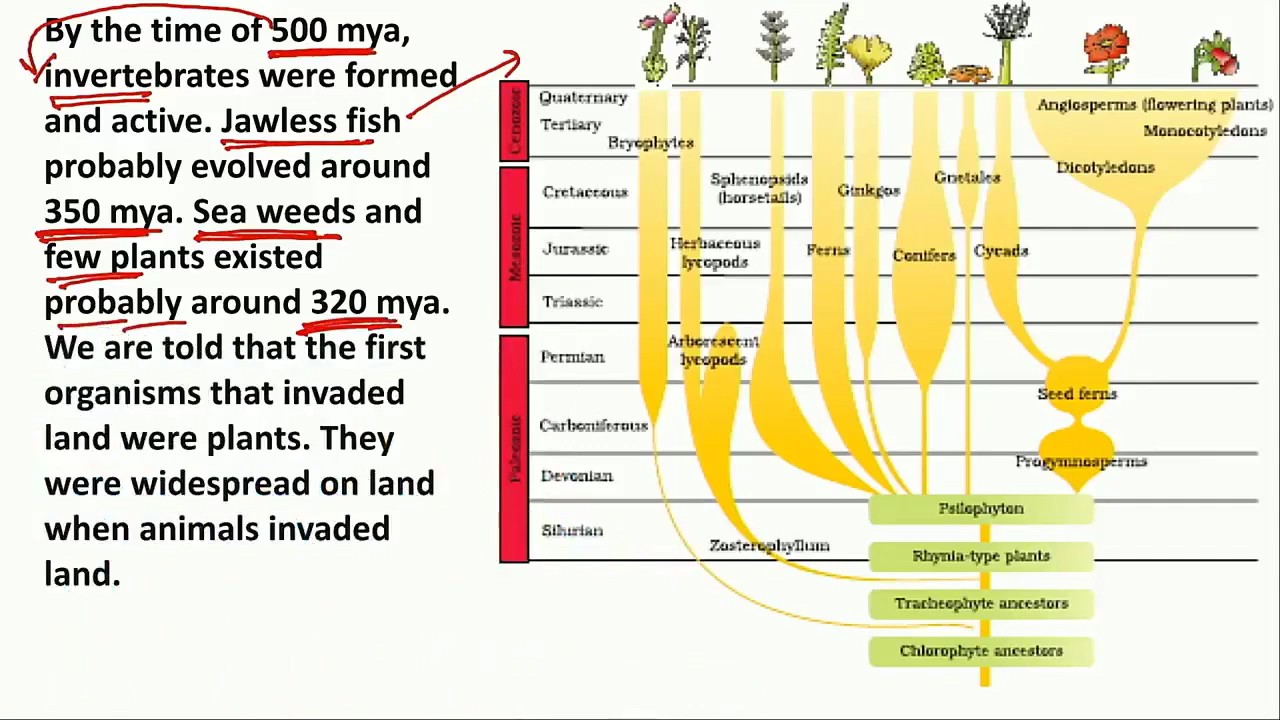 By the time of 500 mya,
invertebrates were formed
and active. Jawless fish
probably evolved around
350 mya. Sea weeds and
few plants existed
probably around 320 mya.
We are told that the first
organisms that invaded
land were plants. They
were widespread on land
when animals invaded
land.
Cenozoic
Quaternary
Tertiary
Bryophytes
Angiosperms (flowering plants)
Monocotyledons
Dicotyledons
Mesozoic
Cretaceous
Sphenopsids
(horsetails)
Ginkgos
Gnetales
Jurassic
Herbaceous
lycopods
Ferns
Conifers
Cycads
Triassic
Paleozoic
Permian
Arborescent
lycopods
Seed ferns
Carboniferous
Progymnosperms
Devonian
Psilophyton
Silurian
Zosterophyllum
Rhynia-type plants
Tracheophyte ancestors
Chlorophyte ancestors